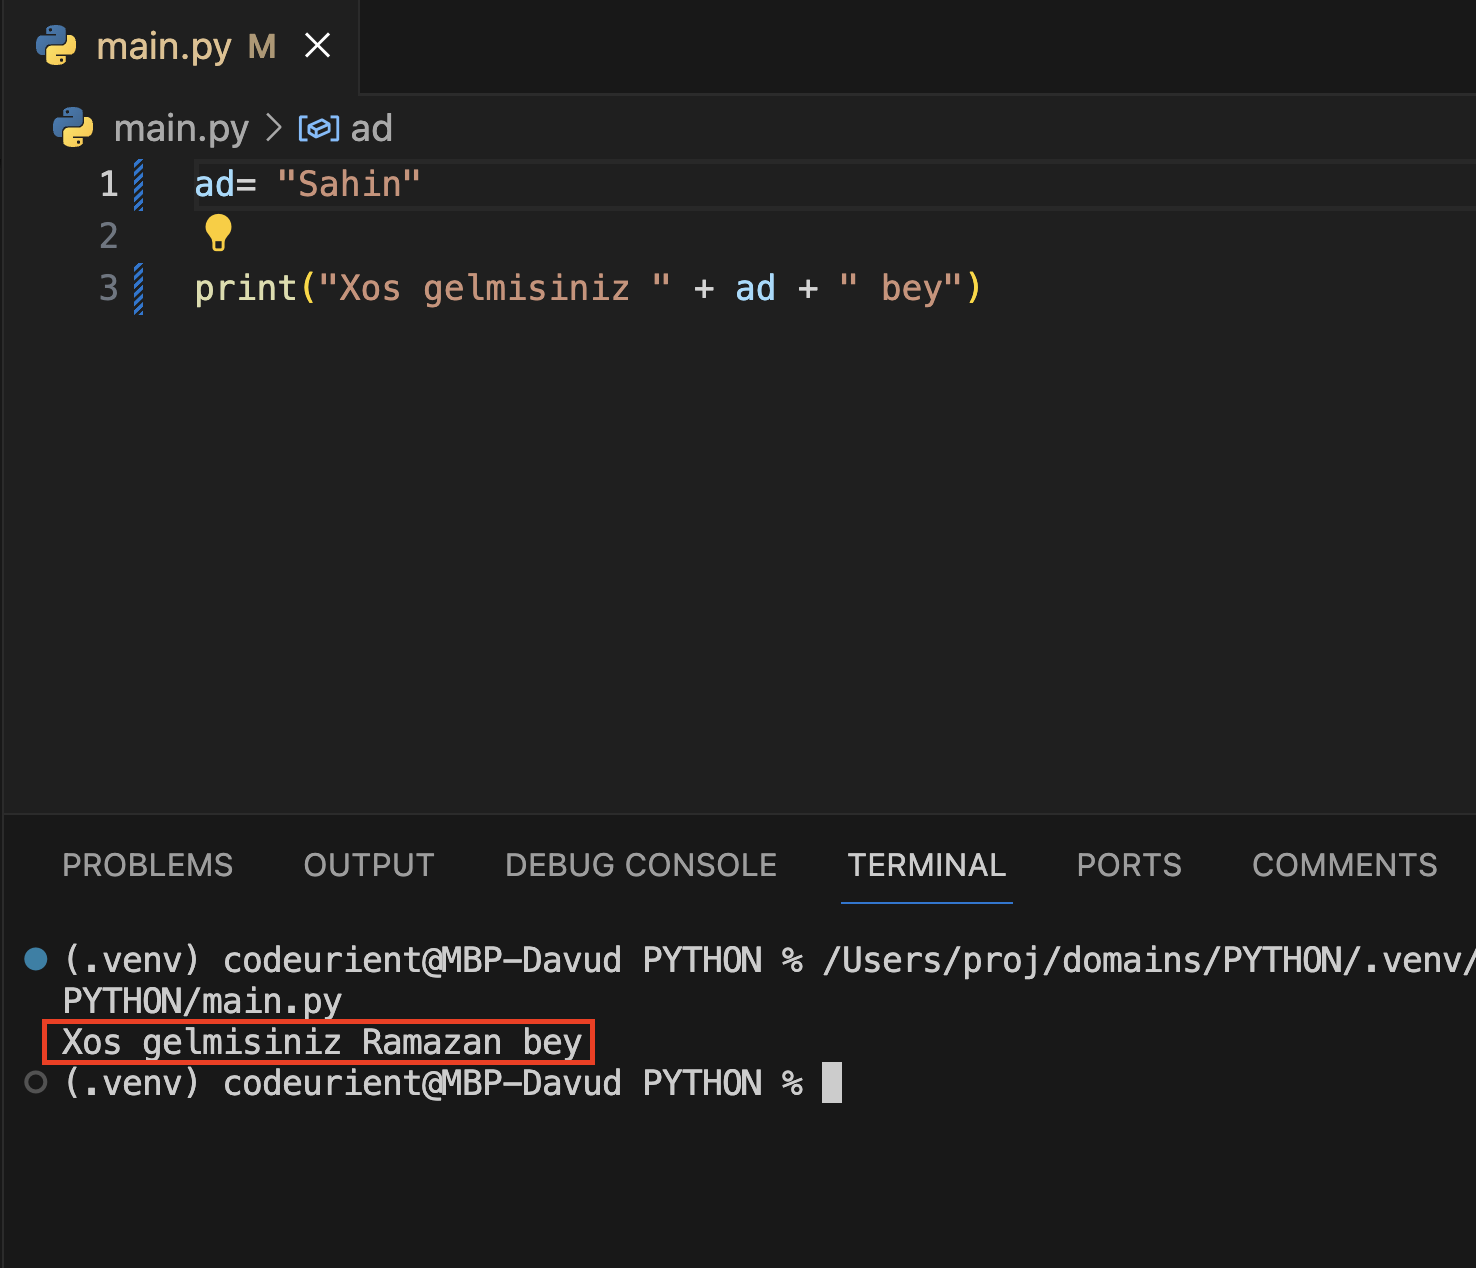 main.py M
main.py > ad
1 ad= "Sahin"
2
3 print("Xos gelmisiniz " + ad + " bey")
PROBLEMS OUTPUT DEBUG CONSOLE TERMINAL PORTS COMMENTS
(.venv) codeurient@MBP-Davud PYTHON % /Users/proj/domains/PYTHON/.venv/
PYTHON/main.py
Xos gelmisiniz Ramazan bey
(.venv) codeurient@MBP-Davud PYTHON %